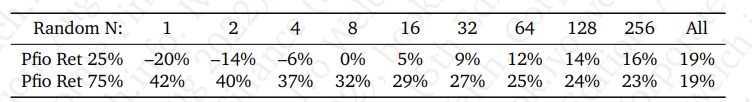 Random N: 1 2 4 8 16 32 64 128 256 All
Pfio Ret 25% –20% –14% –6% 0% 5% 9% 12% 14% 16% 19%
Pfio Ret 75% 42% 40% 37% 32% 29% 27% 25% 24% 23% 19%